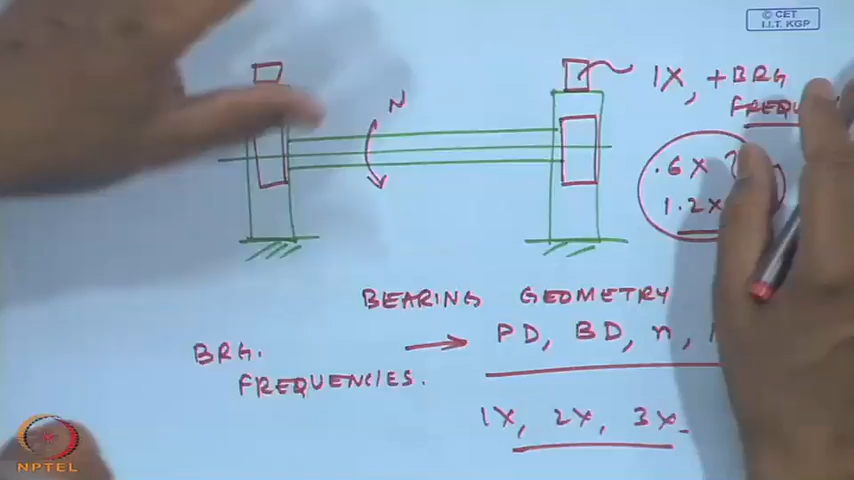 © CET
I.I.T. KGP
N
1X, + BRG
.6X
1.2X
BEARING GEOMETRY
BRG.
FREQUENCIES.
PD, BD, n,
1X, 2X, 3X
NPTEL